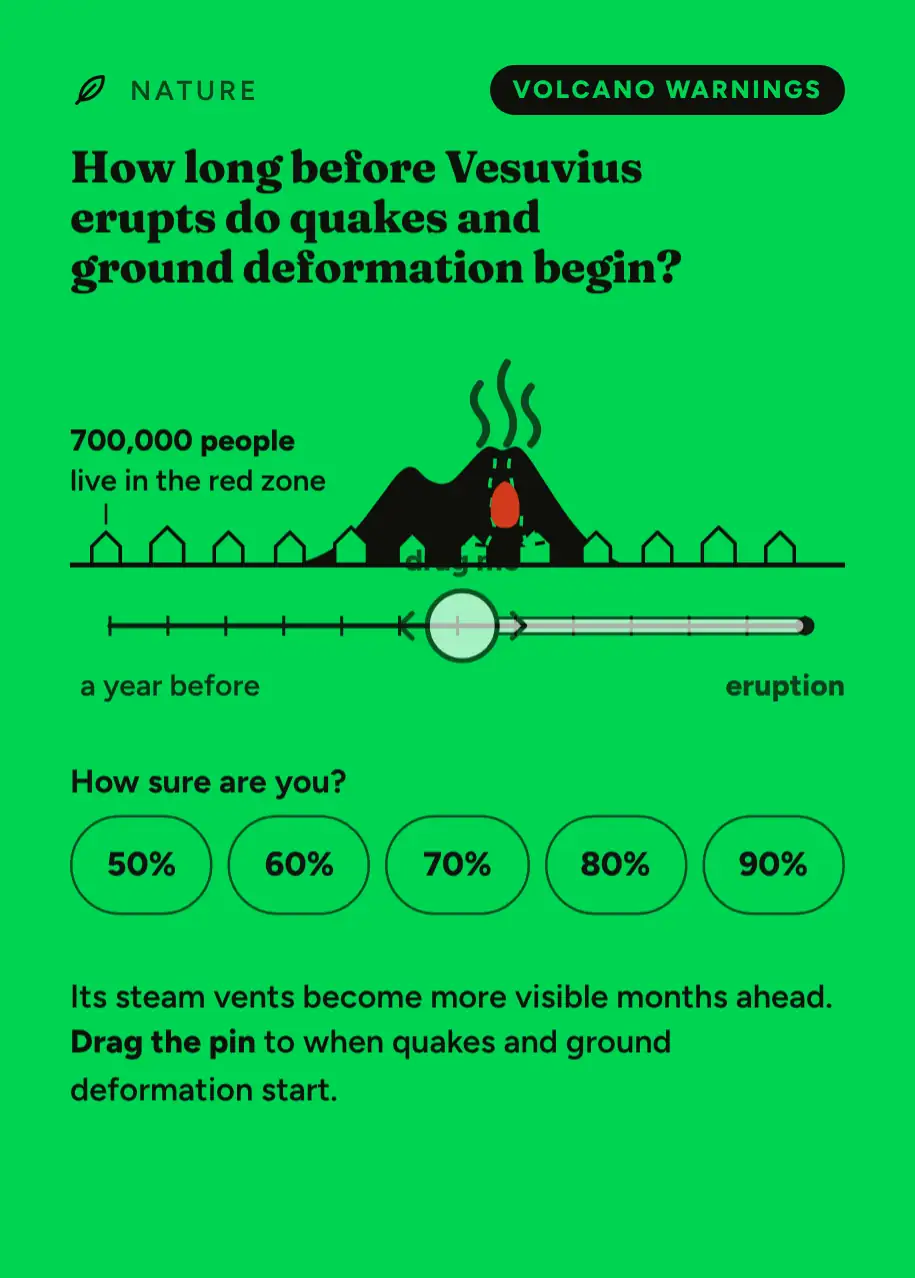 NATURE
VOLCANO WARNINGS
How long before Vesuvius
erupts do quakes and
ground deformation begin?
700,000 people
live in the red zone
drag me
a year before
eruption
How sure are you?
50%
60%
70%
80%
90%
Its steam vents become more visible months ahead.
Drag the pin to when quakes and ground
deformation start.